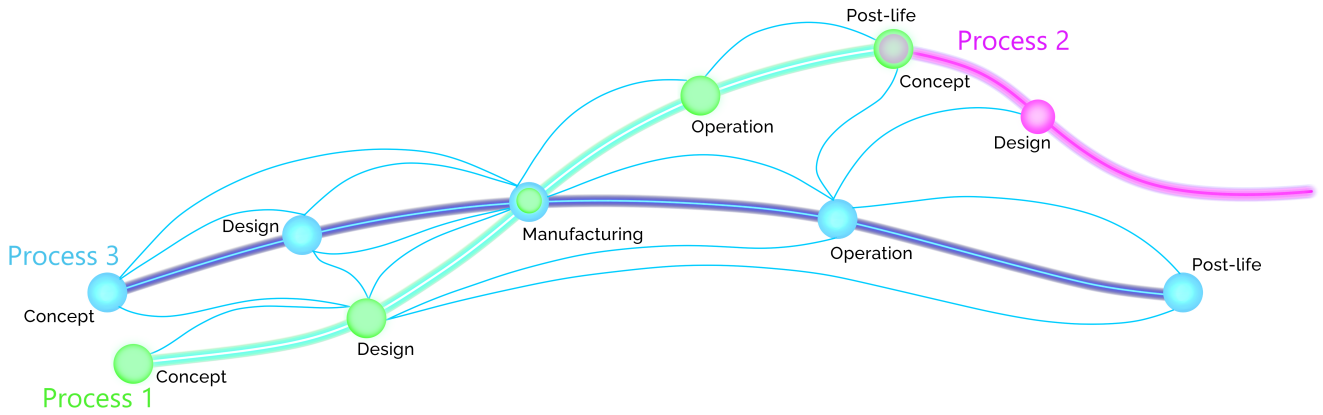 Post-life
Process 2
Concept
Operation
Design
Design
Manufacturing
Process 3
Operation
Post-life
Concept
Design
Concept
Process 1